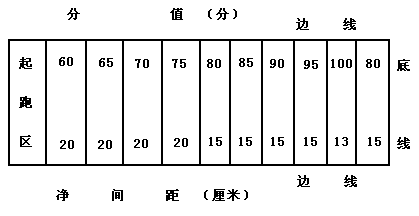 分 值 (分) 边 线
起 60 65 70 75 80 85 90 95 100 80 底
跑
区 20 20 20 20 15 15 15 15 13 15 线
净 间 距 (厘米) 边 线